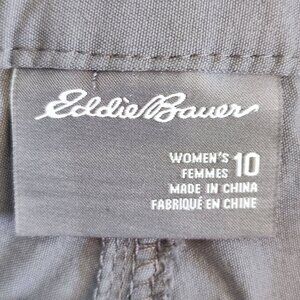 Eddie Bauer
WOMEN'S 10
FEMMES
MADE IN CHINA
FABRIQUÉ EN CHINE